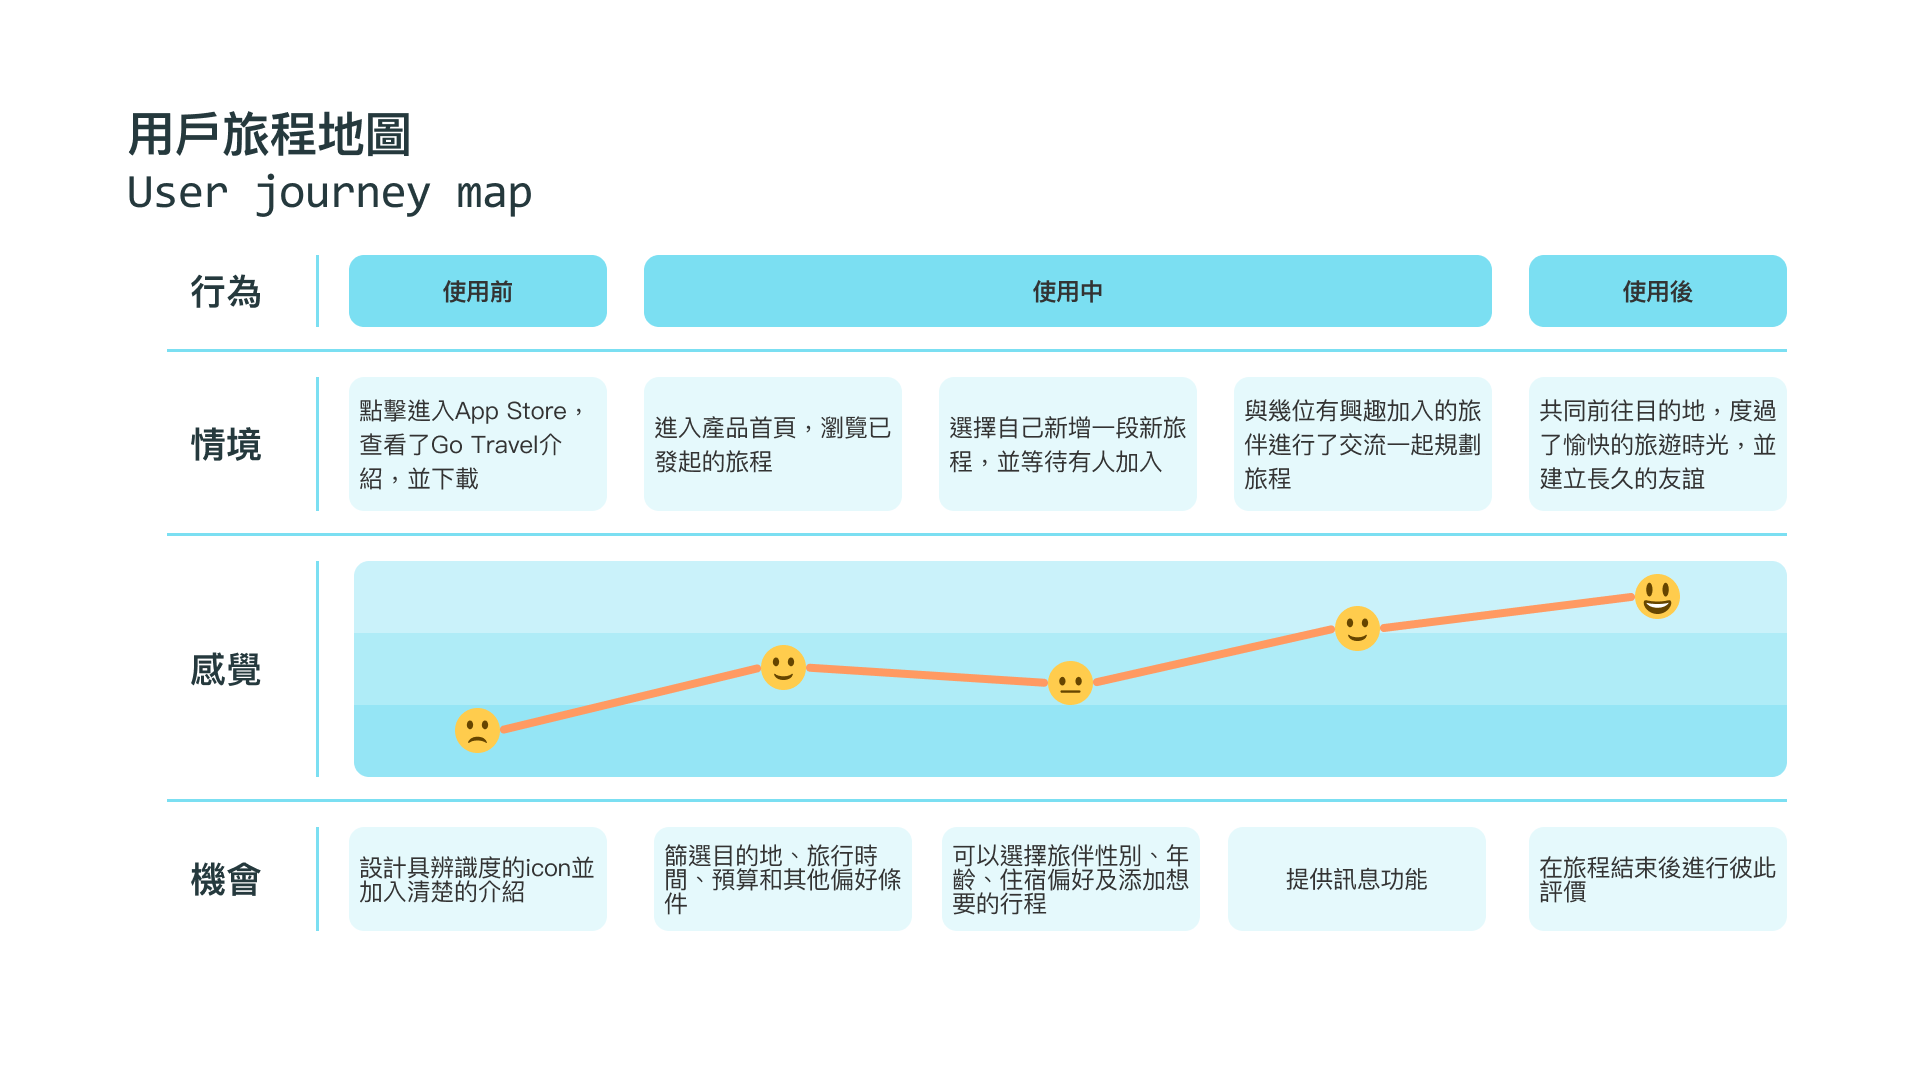 用戶旅程地圖
User journey map
行為
使用前
使用中
使用後
情境
點擊進入App Store，
查看了Go Travel介
紹，並下載
進入產品首頁，瀏覽已
發起的旅程
選擇自己新增一段新旅
程，並等待有人加入
與幾位有興趣加入的旅
伴進行了交流一起規劃
旅程
共同前往目的地，度過
了愉快的旅遊時光，並
建立長久的友誼
感覺
機會
設計具辨識度的icon並
加入清楚的介紹
篩選目的地、旅行時
間、預算和其他偏好條
件
可以選擇旅伴性別、年
齡、住宿偏好及添加想
要的行程
提供訊息功能
在旅程結束後進行彼此
評價